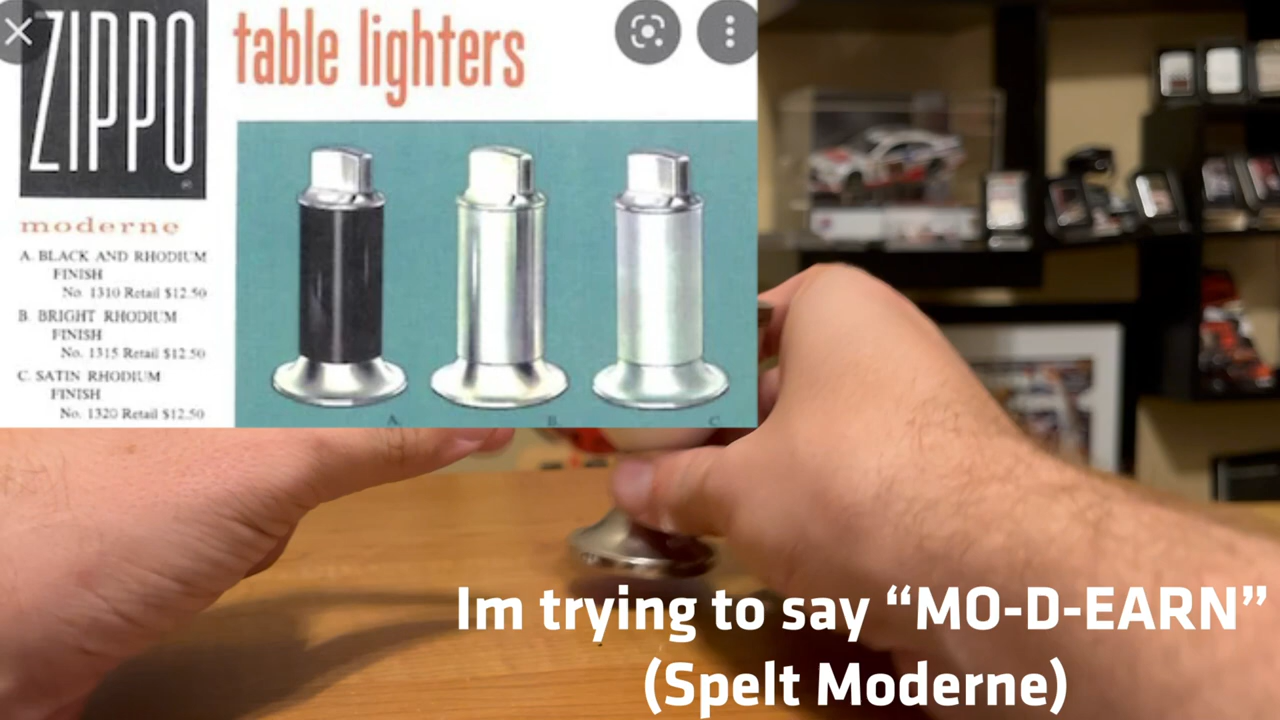 ZIPPO
table lighters
moderne
A. BLACK AND RHODIUM
FINISH
No. 1310 Retail $12.50
B. BRIGHT RHODIUM
FINISH
No. 1315 Retail $12.50
C. SATIN RHODIUM
FINISH
No. 1320 Retail $12.50
A. B. C.
Im trying to say “MO-D-EARN”
(Spelt Moderne)